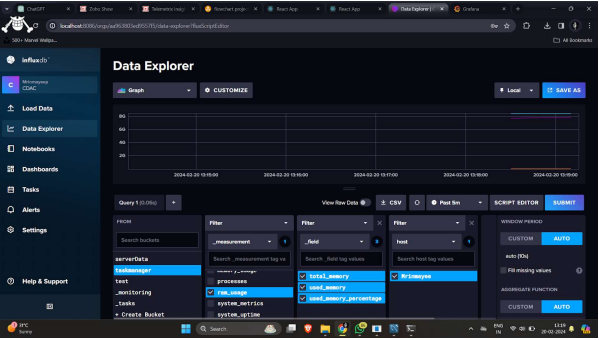 ChatGPT
Zoho Show
Telemetrix insig
flowchart proje
React App
React App
Data Explorer |
Grafana
localhost:8086/orgs/
/data-explorer?fluxScriptEditor
500+ Marvel Wallpa...
All Bookmarks
influxdb
Data Explorer
C
Mrinmayee
CDAC
Graph
CUSTOMIZE
Local
SAVE AS
Load Data
Data Explorer
Notebooks
Dashboards
Tasks
Alerts
Settings
Help & Support
80
60
40
20
2024-02-20 13:15:00
2024-02-20 13:16:00
2024-02-20 13:17:00
2024-02-20 13:18:00
2024-02-20 13:19:00
Query 1 (0.06s)
+
View Raw Data
CSV
Past 5m
SCRIPT EDITOR
SUBMIT
FROM
Search buckets
serverData
taskmanager
test
_monitoring
_tasks
+ Create Bucket
Filter
_measurement
1
Search _measurement tag va
memory_usage
processes
ram_usage
system_metrics
system_uptime
Filter
_field
3
Search _field tag values
total_memory
used_memory
used_memory_percentage
Filter
host
1
Search host tag values
Mrinmayee
WINDOW PERIOD
CUSTOM
AUTO
auto (10s)
Fill missing values
AGGREGATE FUNCTION
CUSTOM
AUTO
31°C
Sunny
Search
ENG
IN
13:19
20-02-2024